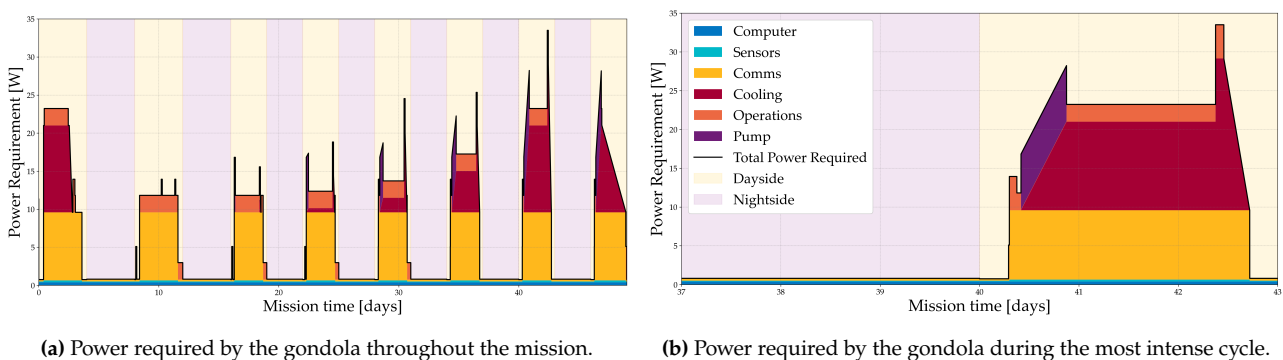 Power Requirement [W]
35
30
25
20
15
10
5
0
0 10 20 30 40
Mission time [days]
(a) Power required by the gondola throughout the mission.
Power Requirement [W]
35
30
25
20
15
10
5
0
Computer
Sensors
Comms
Cooling
Operations
Pump
Total Power Required
Dayside
Nightside
37 38 39 40 41 42 43
Mission time [days]
(b) Power required by the gondola during the most intense cycle.